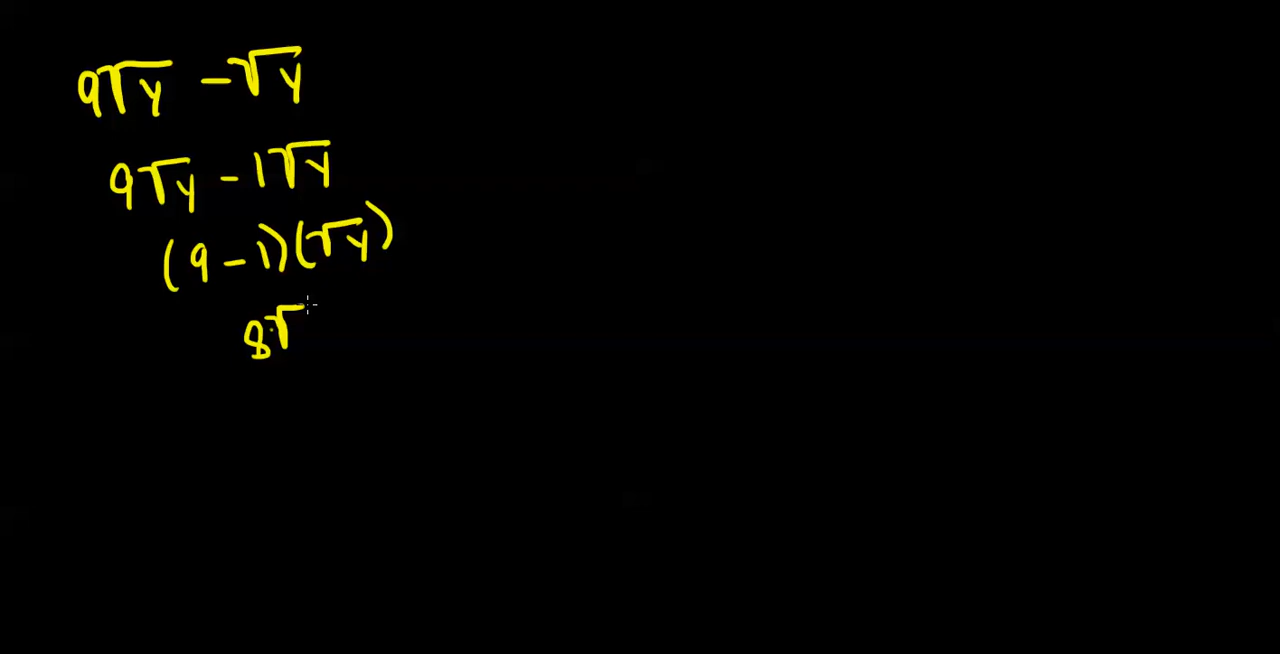 9√y - √y
9√y - 1√y
(9 - 1)(√y)
8√